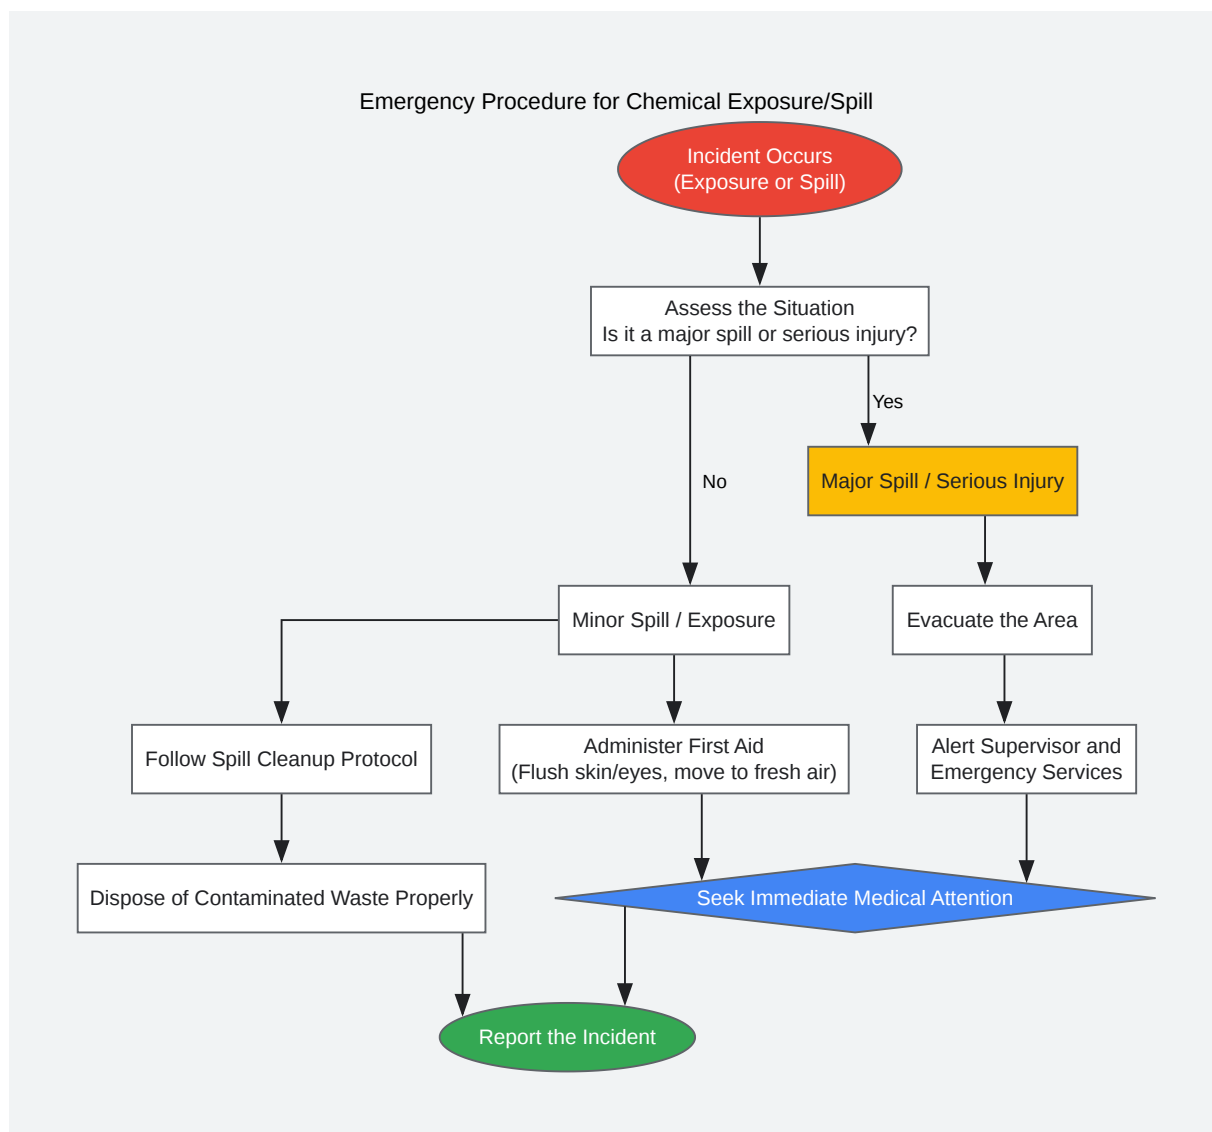 Emergency Procedure for Chemical Exposure/Spill
Incident Occurs
(Exposure or Spill)
Assess the Situation
Is it a major spill or serious injury?
Yes
No
Major Spill / Serious Injury
Minor Spill / Exposure
Evacuate the Area
Follow Spill Cleanup Protocol
Administer First Aid
(Flush skin/eyes, move to fresh air)
Alert Supervisor and
Emergency Services
Dispose of Contaminated Waste Properly
Seek Immediate Medical Attention
Report the Incident